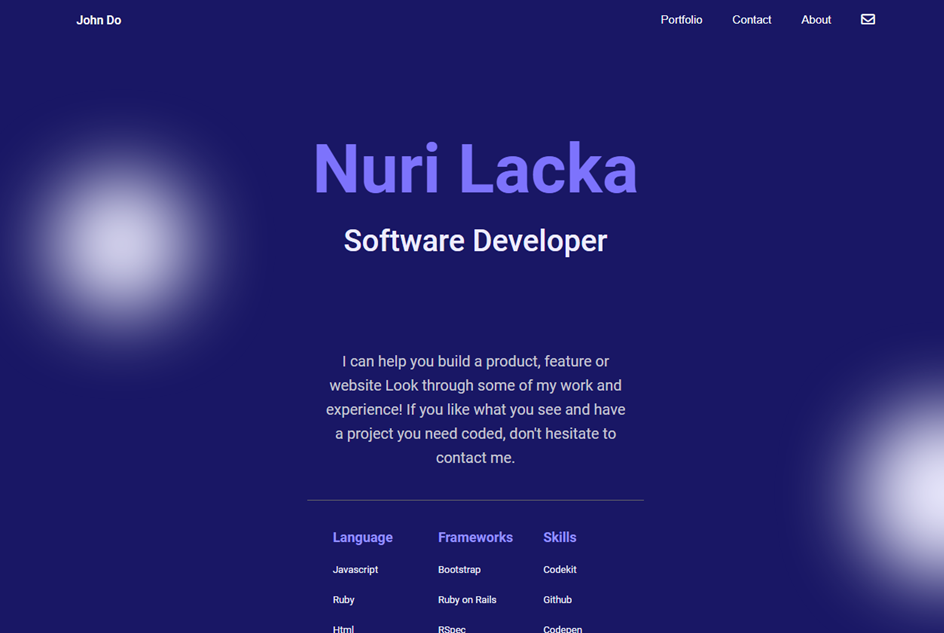 John Do
Portfolio Contact About
Nuri Lacka
Software Developer
I can help you build a product, feature or
website Look through some of my work and
experience! If you like what you see and have
a project you need coded, don't hesitate to
contact me.
Language Frameworks Skills
Javascript Bootstrap Codekit
Ruby Ruby on Rails Github
Html RSpec Codepen